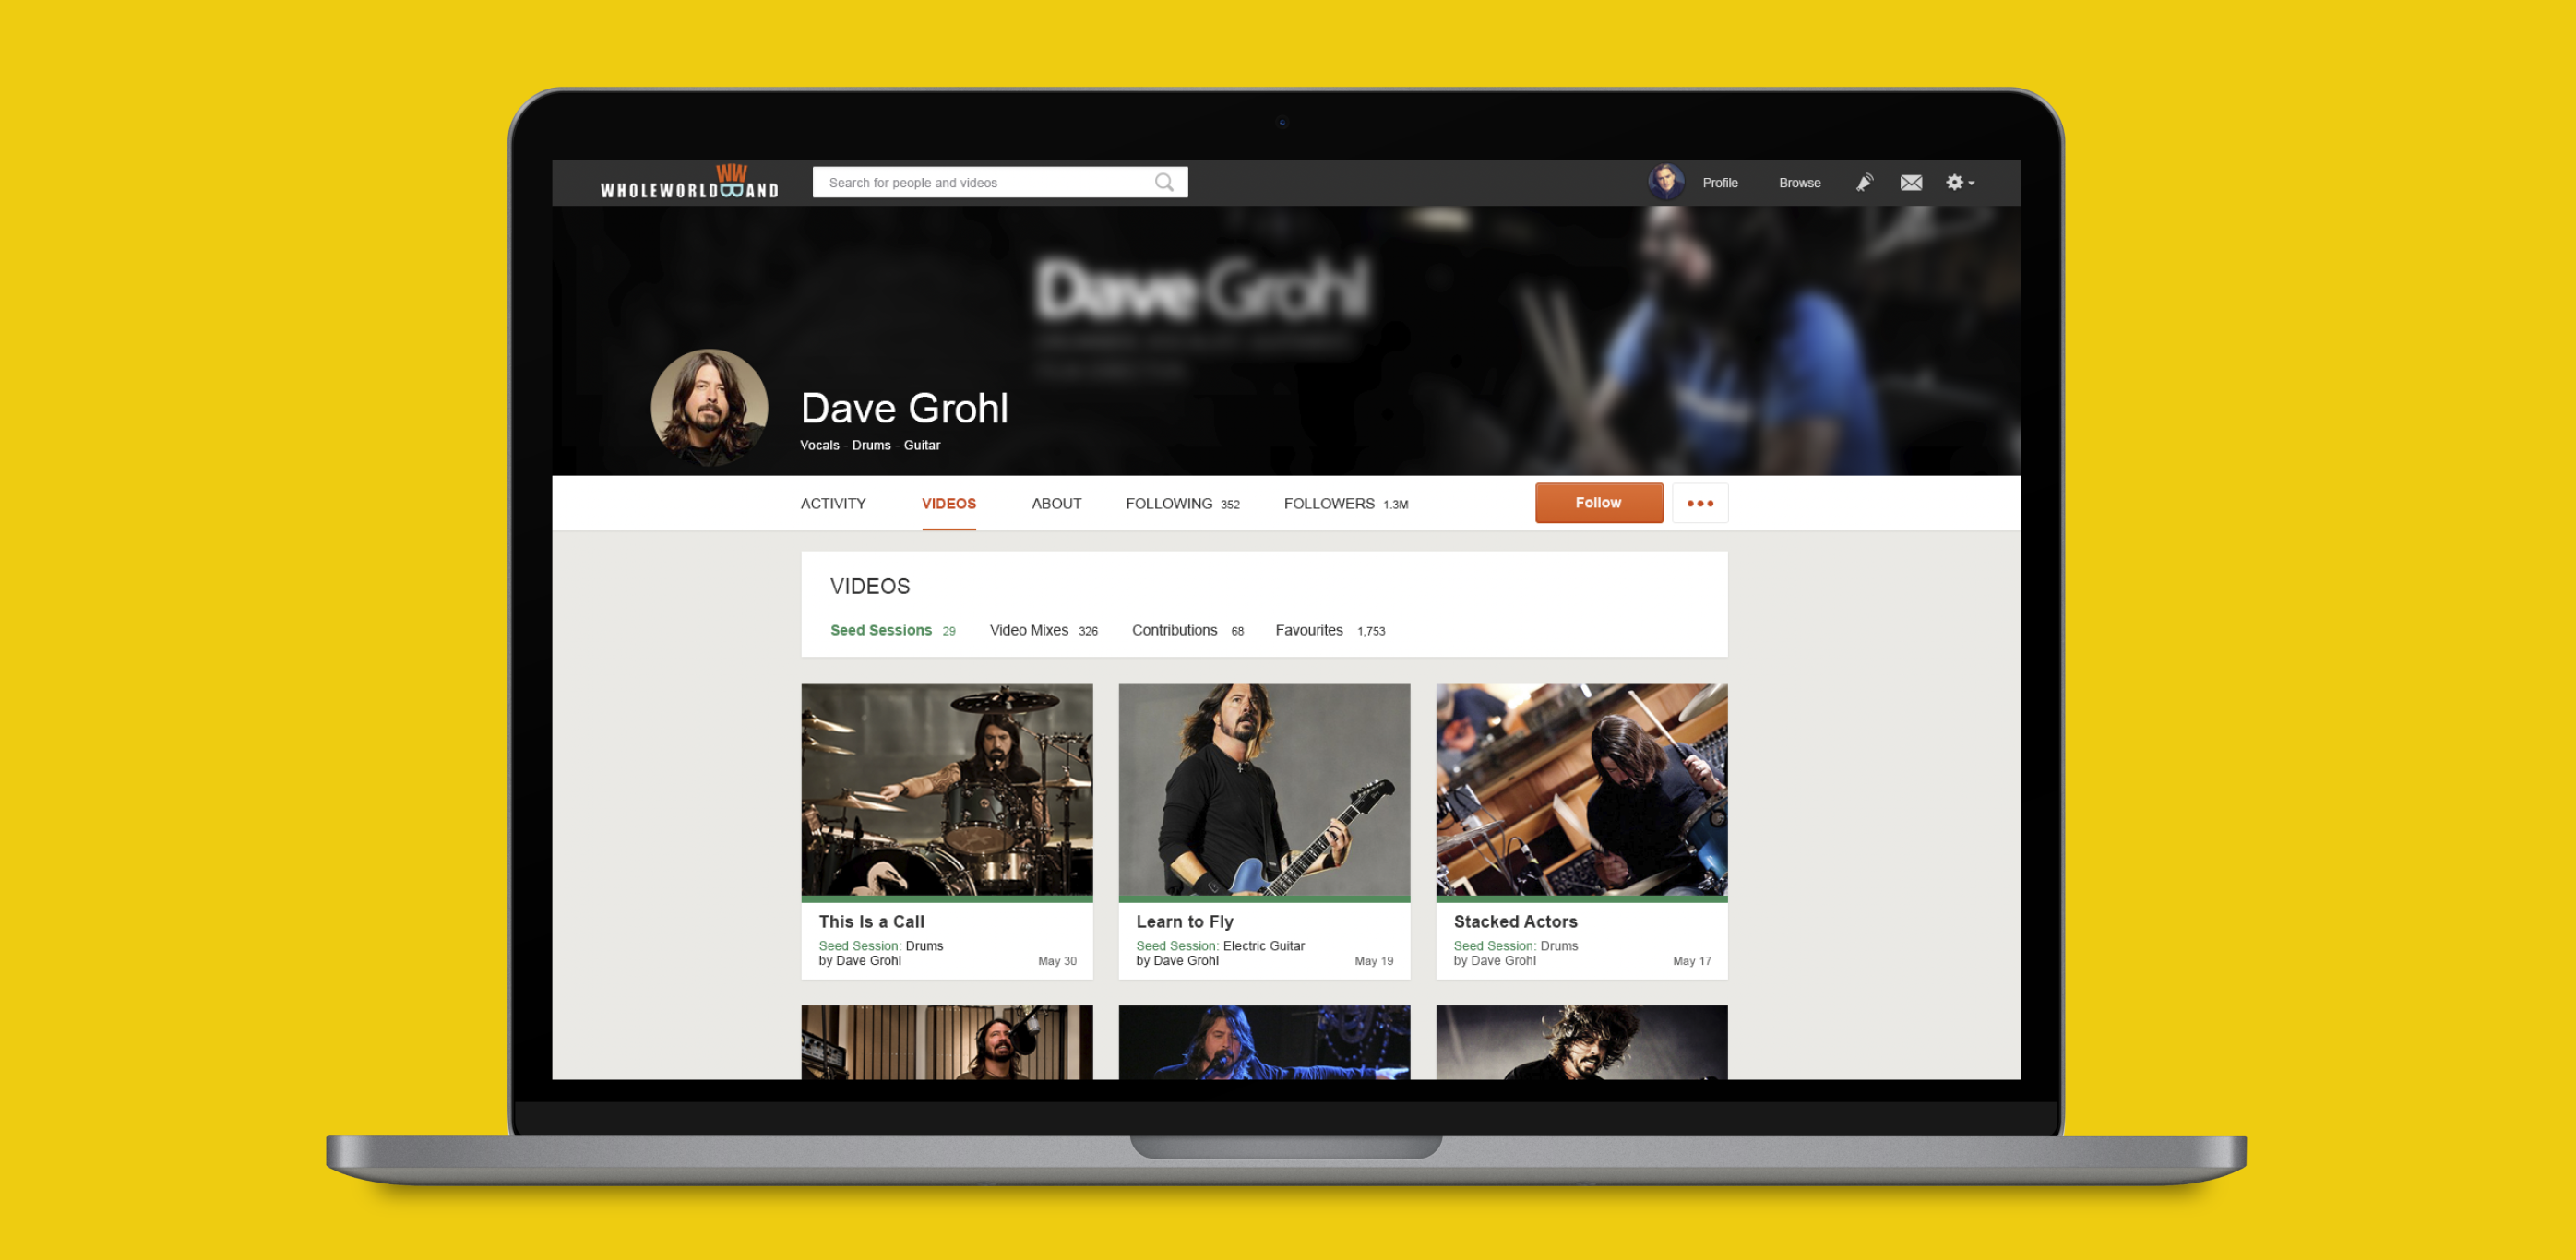 WHOLEWORLDBAND
WW
Search for people and videos
Profile
Browse
Dave Grohl
Dave Grohl
Vocals - Drums - Guitar
ACTIVITY
VIDEOS
ABOUT
FOLLOWING 352
FOLLOWERS 1.3M
Follow
VIDEOS
Seed Sessions 29
Video Mixes 326
Contributions 68
Favourites 1,753
This Is a Call
Seed Session: Drums
by Dave Grohl
May 30
Learn to Fly
Seed Session: Electric Guitar
by Dave Grohl
May 19
Stacked Actors
Seed Session: Drums
by Dave Grohl
May 17